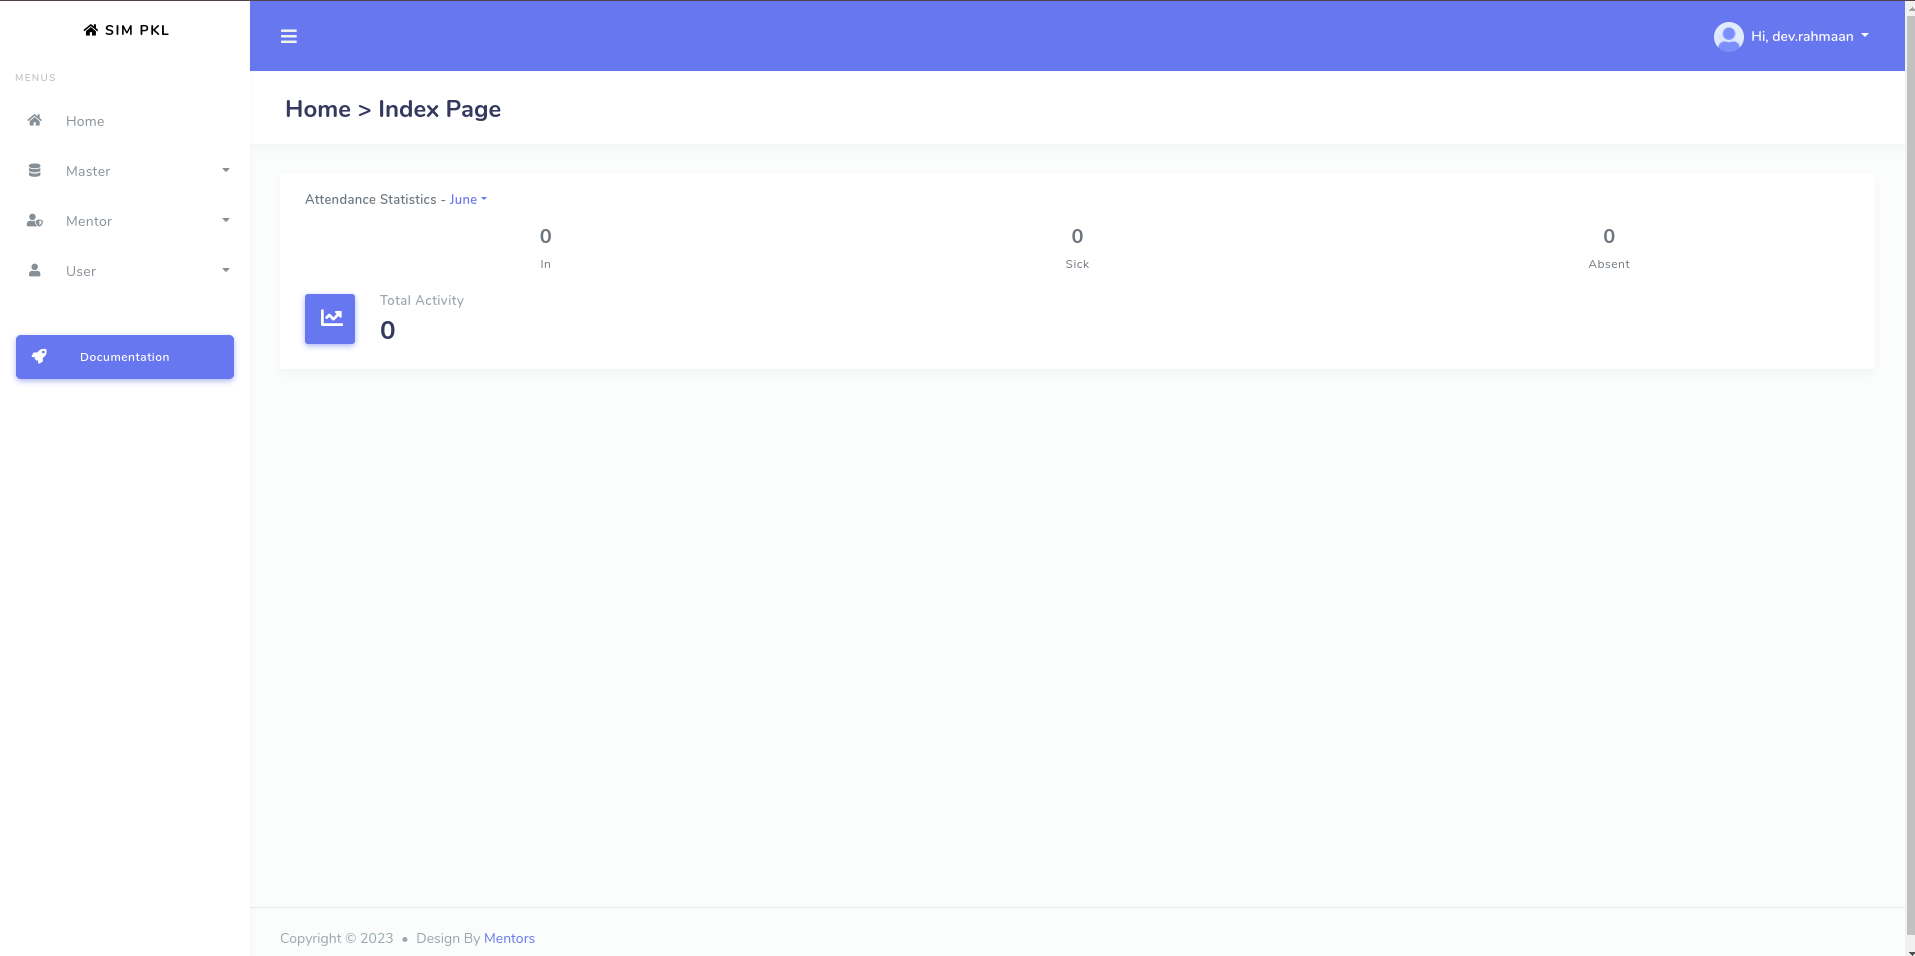 SIM PKL
MENUS
Home
Master
Mentor
User
Documentation
Hi, dev.rahmaan
Home > Index Page
Attendance Statistics - June
0
In
0
Sick
0
Absent
Total Activity
0
Copyright © 2023 • Design By Mentors